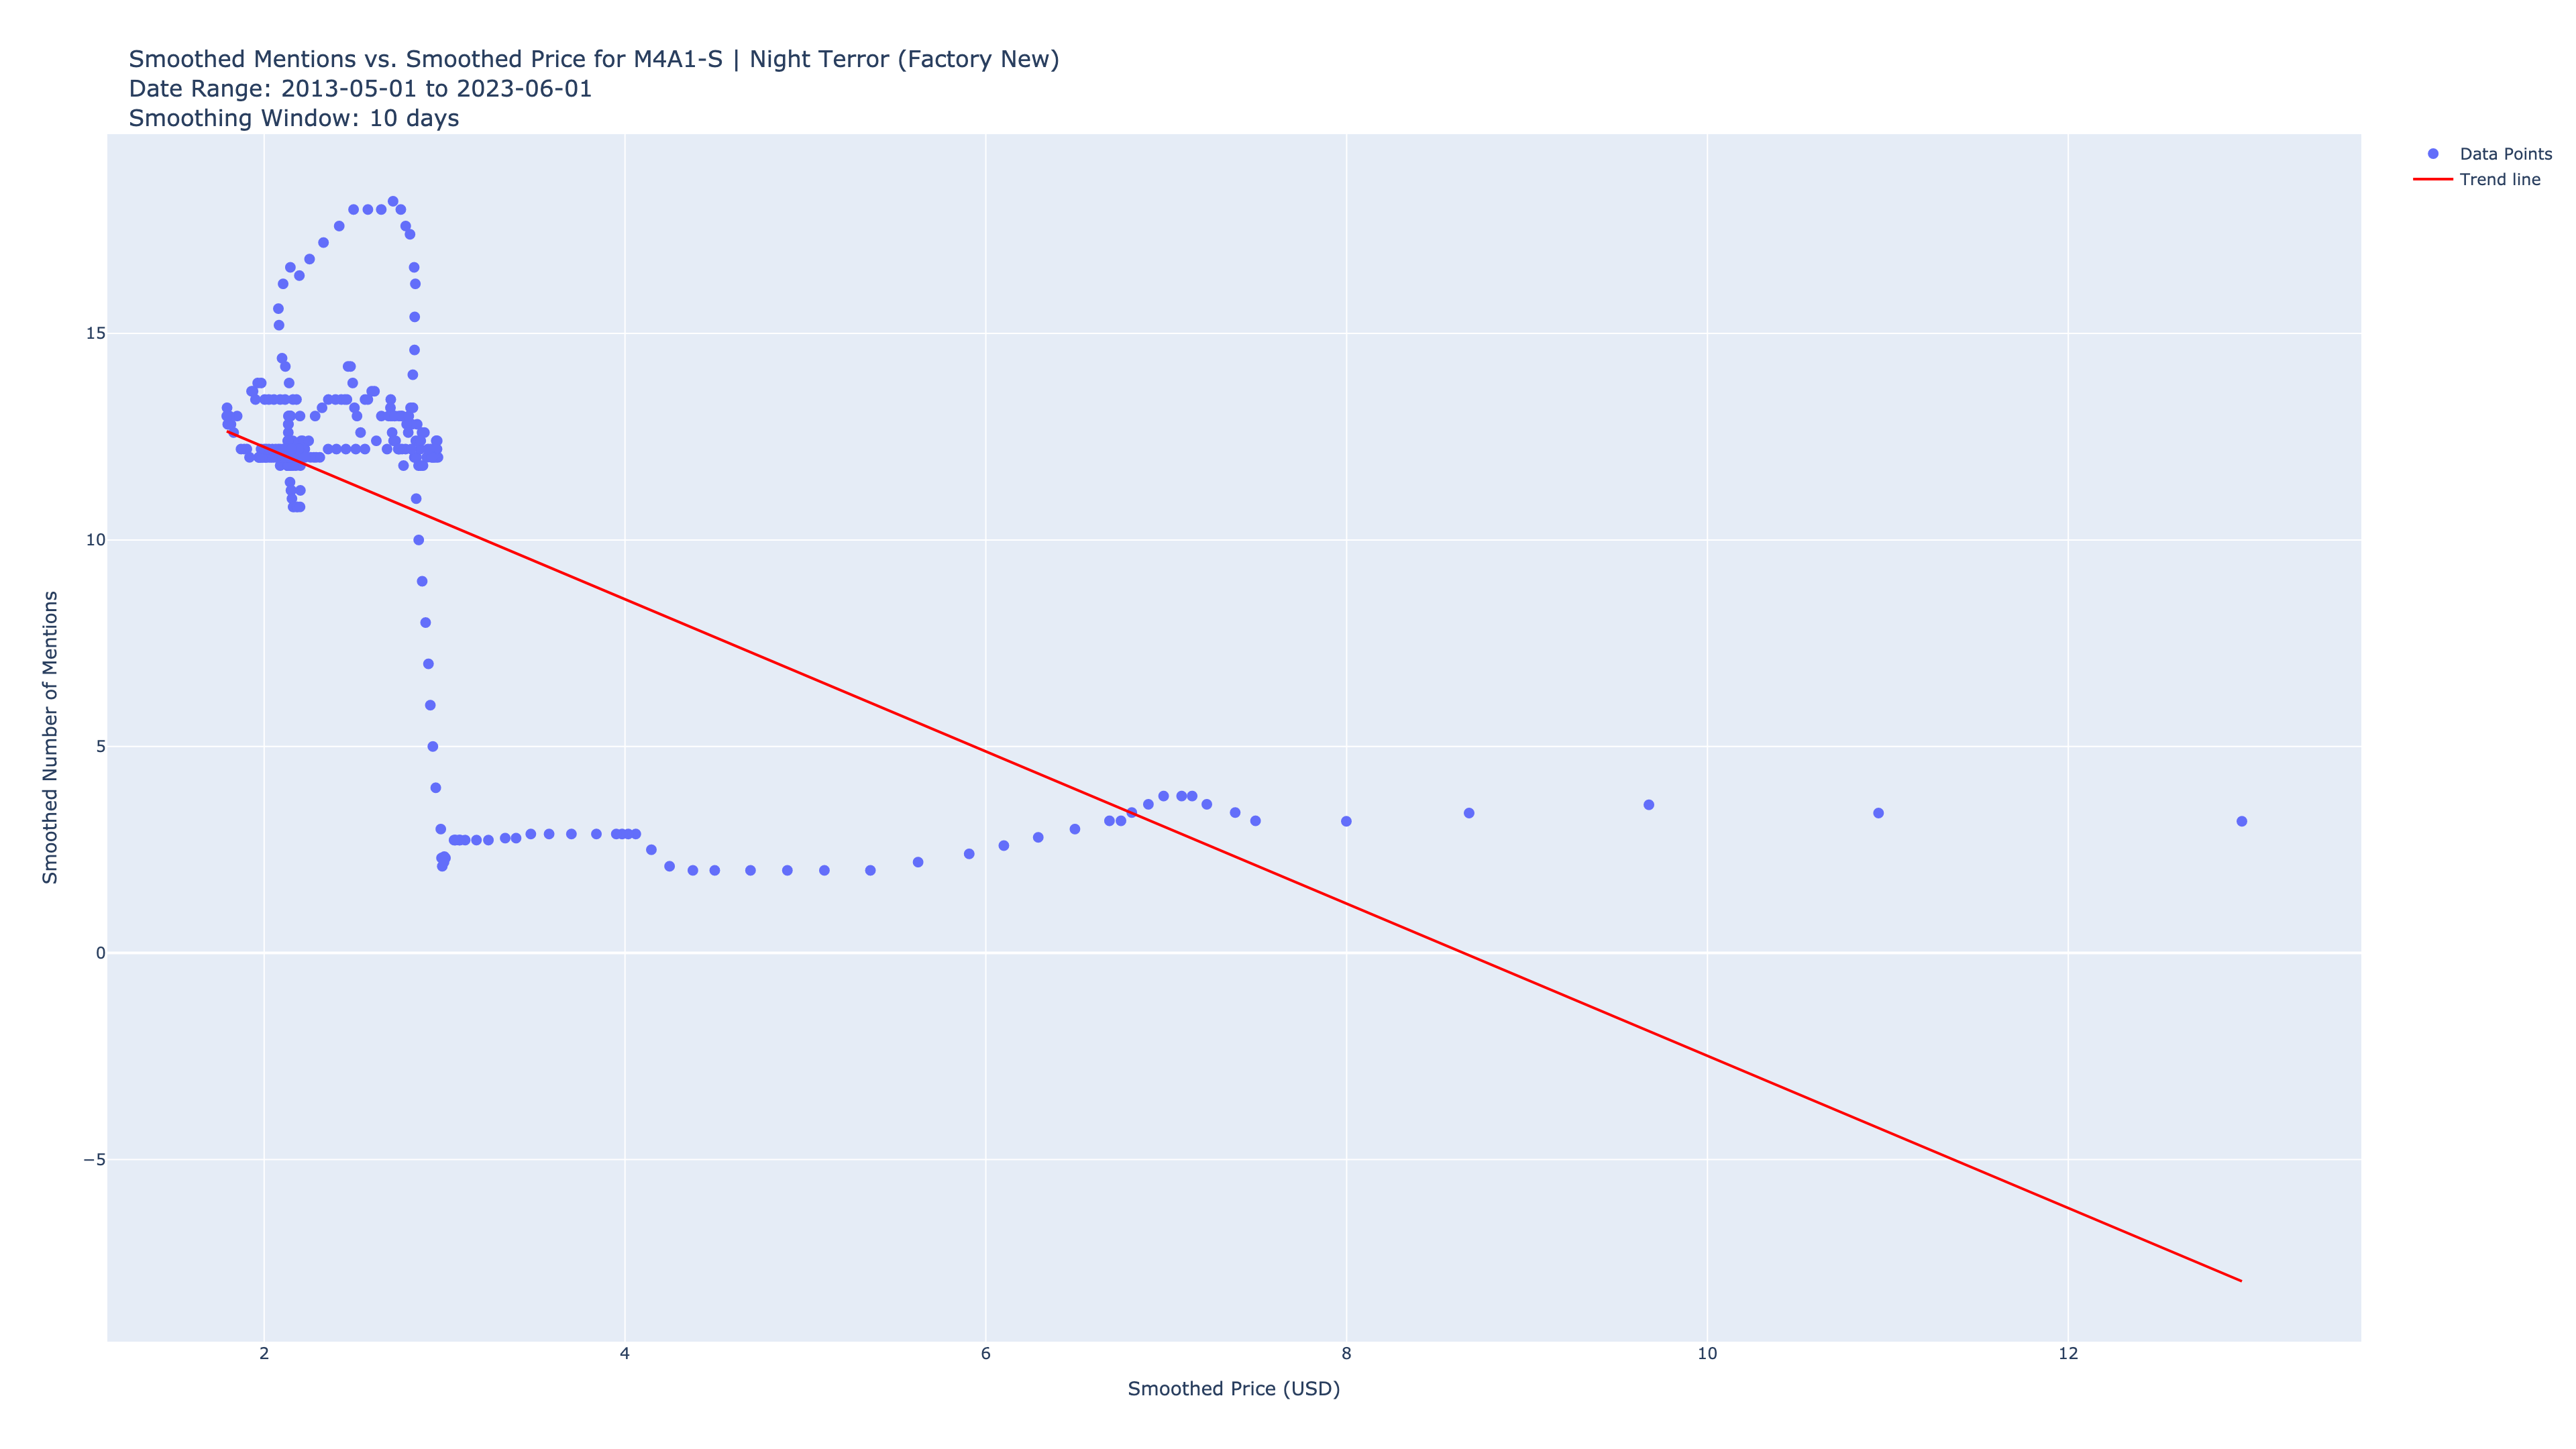 Smoothed Mentions vs. Smoothed Price for M4A1-S | Night Terror (Factory New)
Date Range: 2013-05-01 to 2023-06-01
Smoothing Window: 10 days
Data Points
Trend line
15
10
5
0
−5
Smoothed Number of Mentions
2
4
6
8
10
12
Smoothed Price (USD)